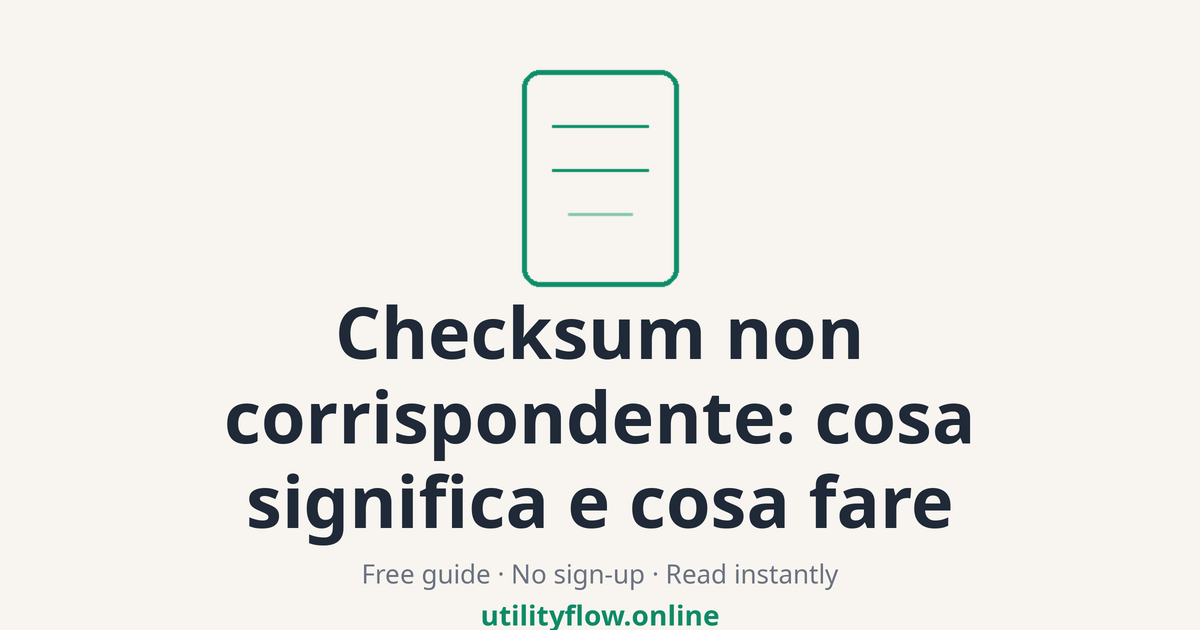 Checksum non
corrispondente: cosa
significa e cosa fare
Free guide · No sign-up · Read instantly
utilityflow.online